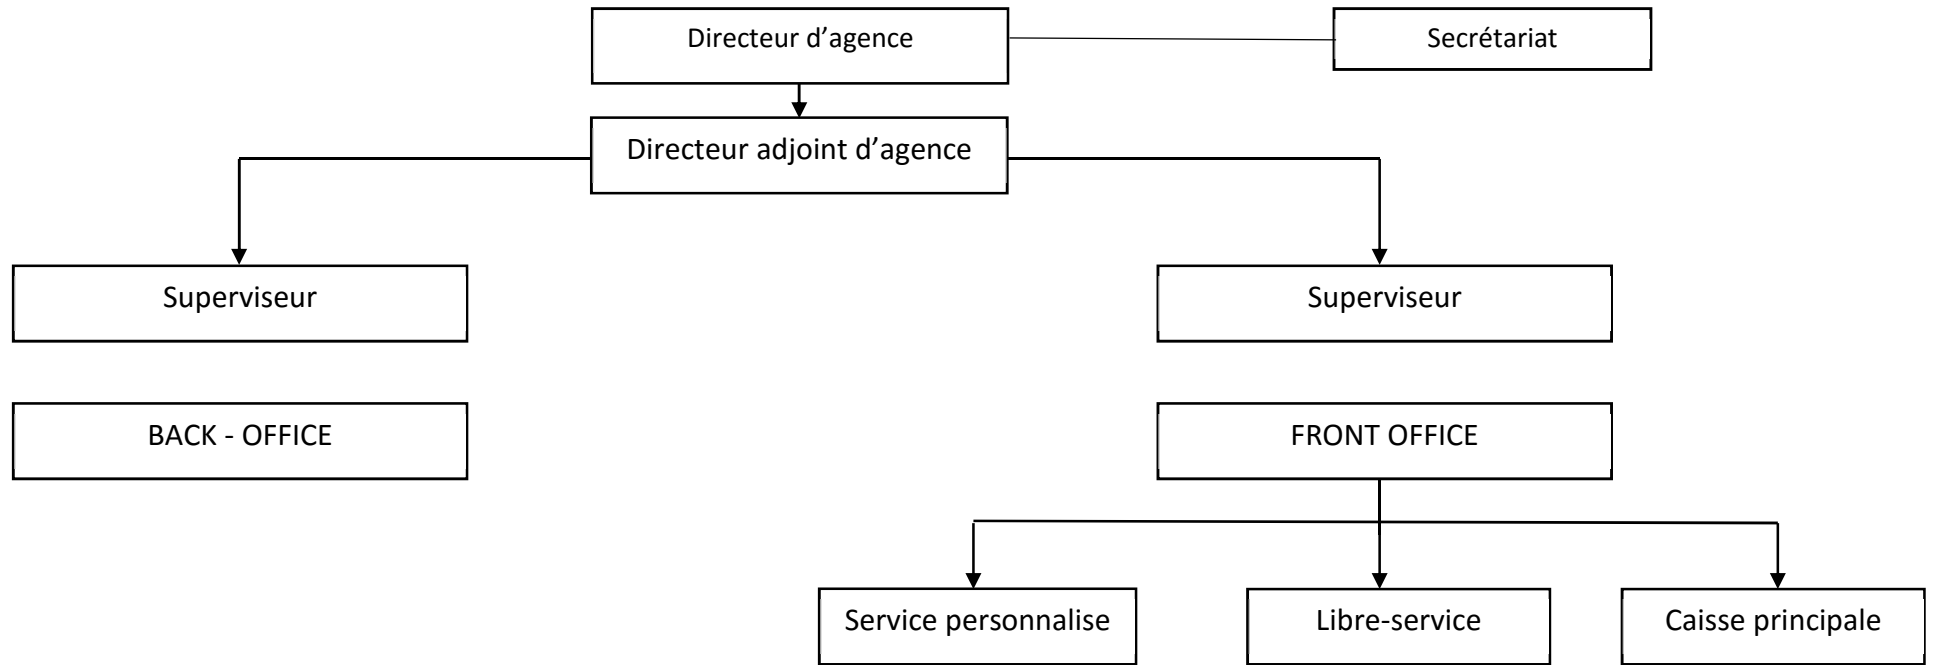 Directeur d’agence
Secrétariat
Directeur adjoint d’agence
Superviseur
Superviseur
BACK - OFFICE
FRONT OFFICE
Service personnalise
Libre-service
Caisse principale